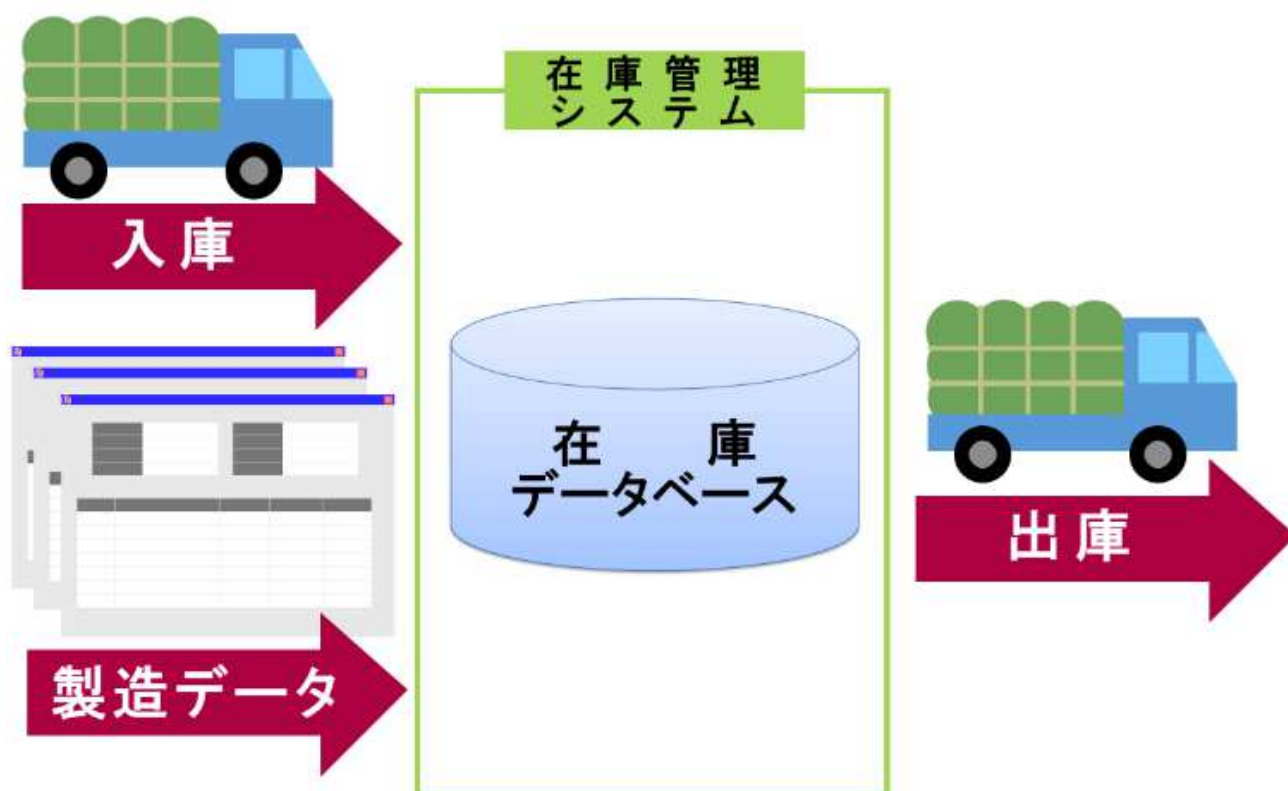 在庫管理
システム
入庫
在庫
データベース
出庫
製造データ